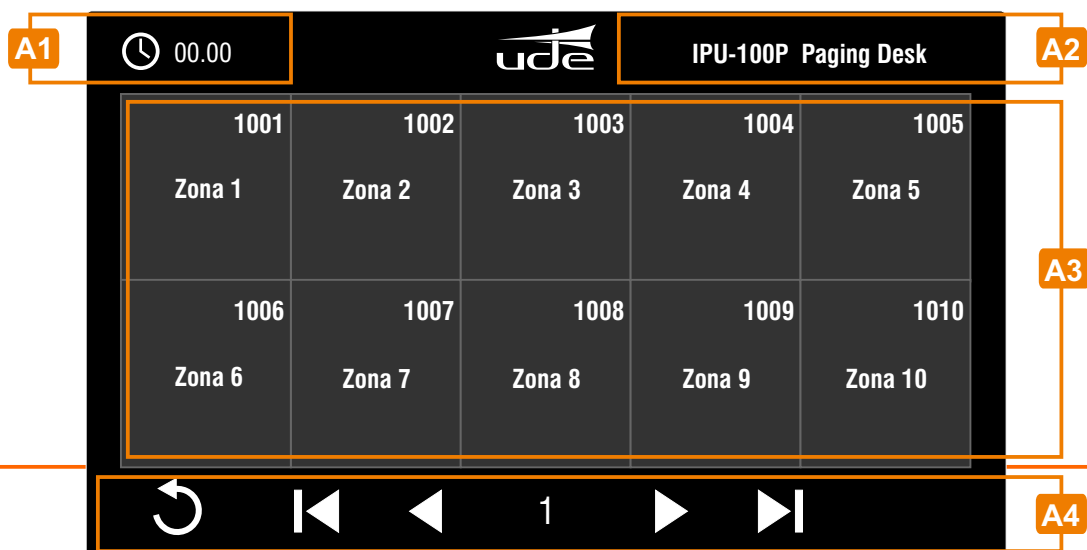 A1
00.00
ude
IPU-100P Paging Desk
A2
1001 1002 1003 1004 1005
Zona 1 Zona 2 Zona 3 Zona 4 Zona 5
A3
1006 1007 1008 1009 1010
Zona 6 Zona 7 Zona 8 Zona 9 Zona 10
1
A4